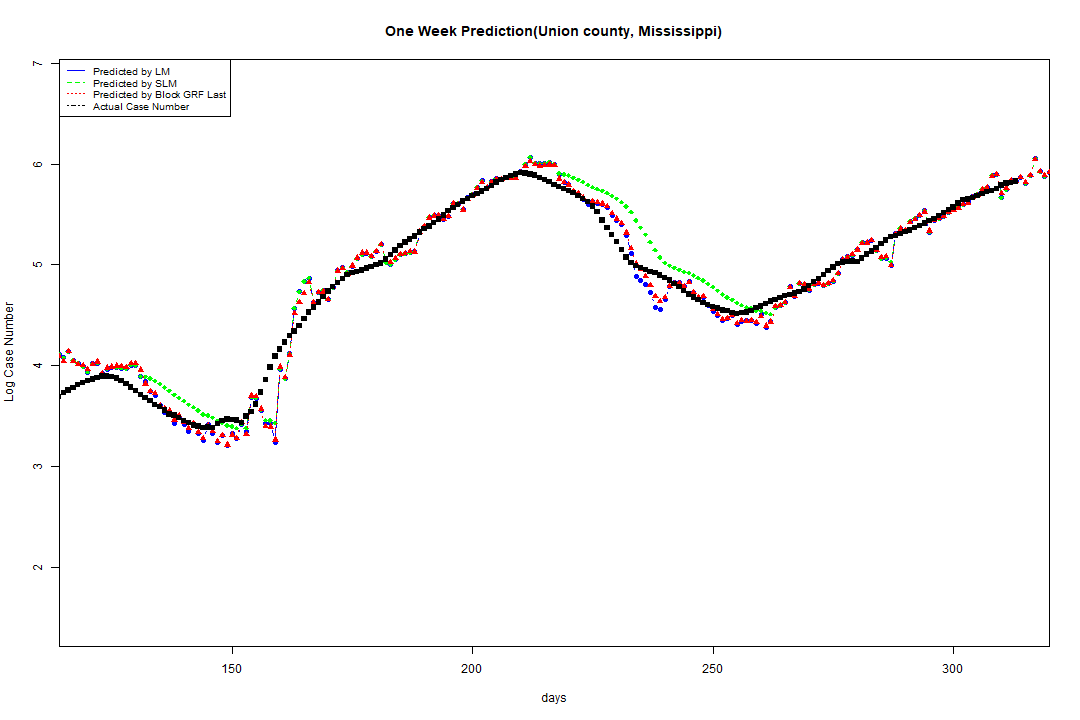 One Week Prediction(Union county, Mississippi)
Predicted by LM
Predicted by SLM
Predicted by Block GRF Last
Actual Case Number
7
6
5
4
3
2
Log Case Number
150 200 250 300
days